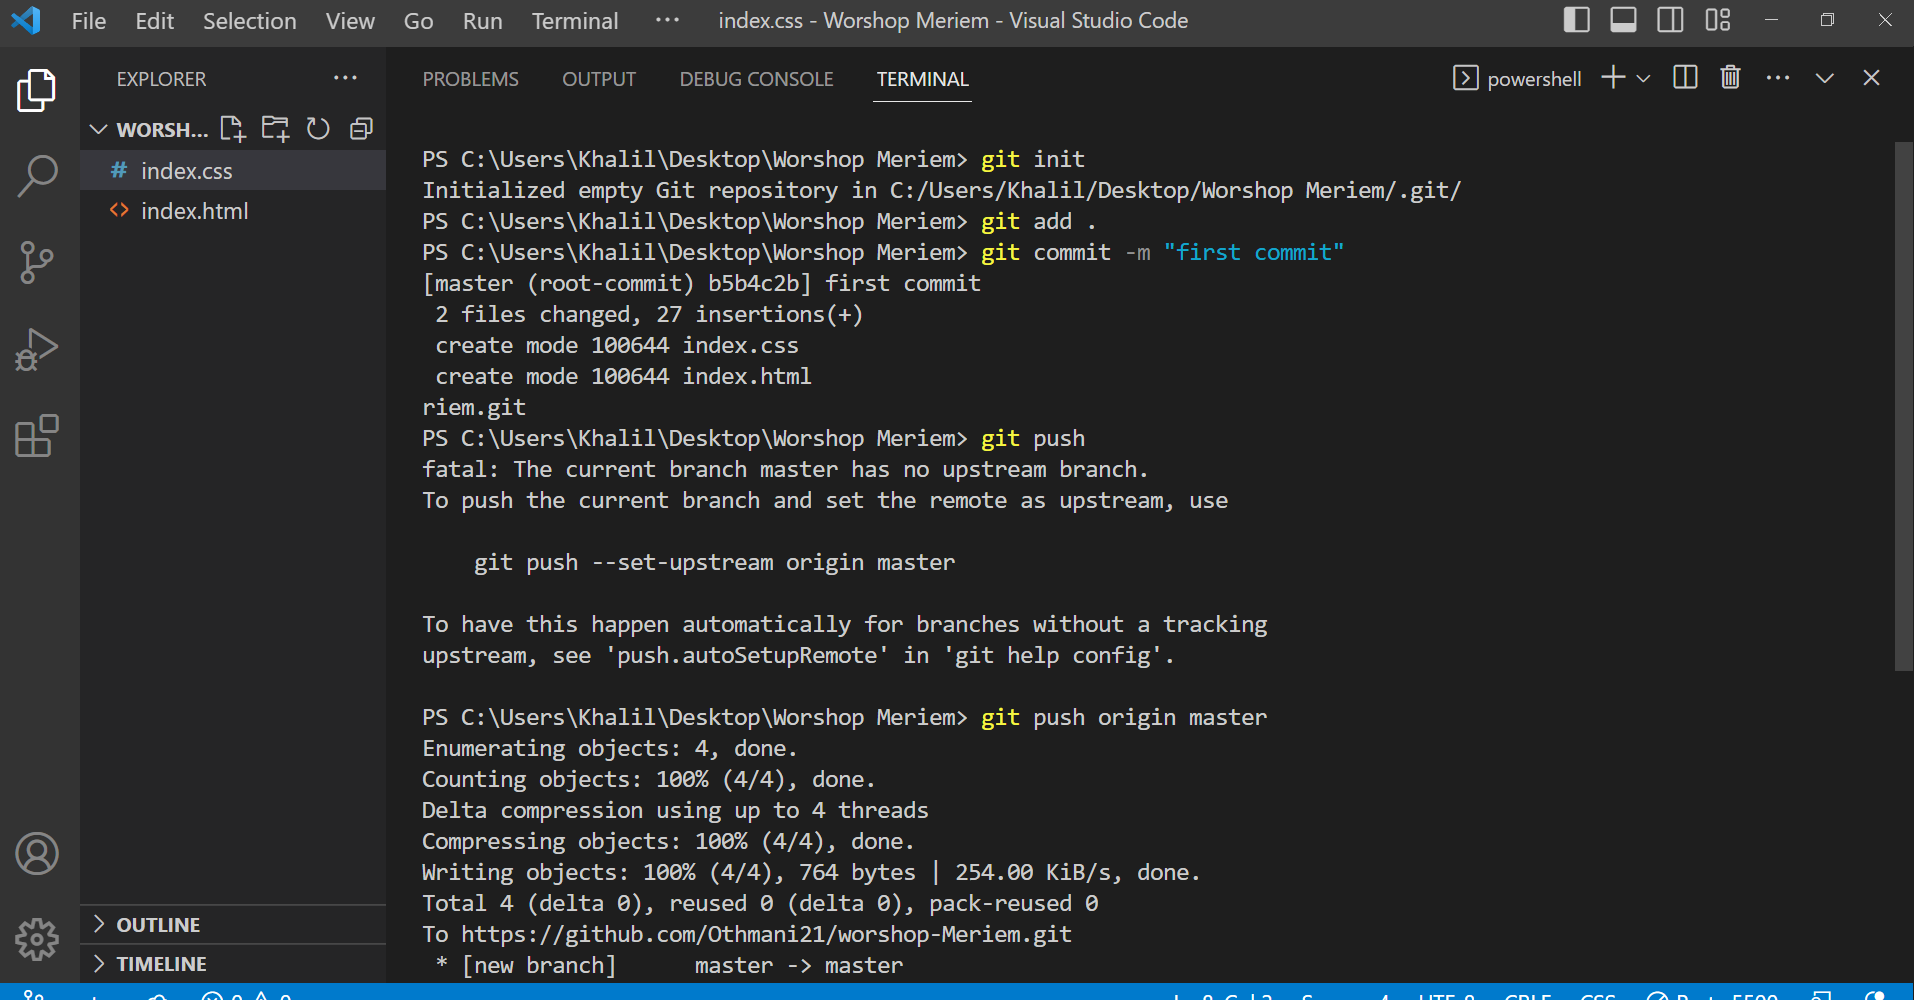 File Edit Selection View Go Run Terminal ··· index.css - Worshop Meriem - Visual Studio Code
EXPLORER ···
WORSH...
index.css
index.html
OUTLINE
TIMELINE
PROBLEMS OUTPUT DEBUG CONSOLE TERMINAL
powershell
PS C:\Users\Khalil\Desktop\Worshop Meriem> git init
Initialized empty Git repository in C:/Users/Khalil/Desktop/Worshop Meriem/.git/
PS C:\Users\Khalil\Desktop\Worshop Meriem> git add .
PS C:\Users\Khalil\Desktop\Worshop Meriem> git commit -m "first commit"
[master (root-commit) b5b4c2b] first commit
 2 files changed, 27 insertions(+)
 create mode 100644 index.css
 create mode 100644 index.html
riem.git
PS C:\Users\Khalil\Desktop\Worshop Meriem> git push
fatal: The current branch master has no upstream branch.
To push the current branch and set the remote as upstream, use
    git push --set-upstream origin master
To have this happen automatically for branches without a tracking
upstream, see 'push.autoSetupRemote' in 'git help config'.
PS C:\Users\Khalil\Desktop\Worshop Meriem> git push origin master
Enumerating objects: 4, done.
Counting objects: 100% (4/4), done.
Delta compression using up to 4 threads
Compressing objects: 100% (4/4), done.
Writing objects: 100% (4/4), 764 bytes | 254.00 KiB/s, done.
Total 4 (delta 0), reused 0 (delta 0), pack-reused 0
To https://github.com/Othmani21/worshop-Meriem.git
 * [new branch]      master -> master